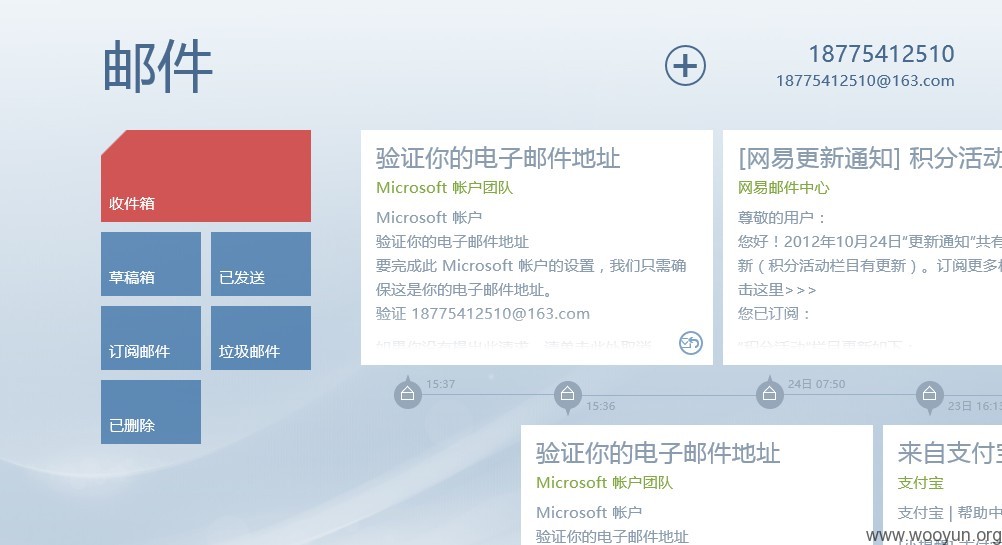 邮件
18775412510
18775412510@163.com
收件箱
草稿箱
已发送
订阅邮件
垃圾邮件
已删除
验证你的电子邮件地址
Microsoft 帐户团队
Microsoft 帐户
验证你的电子邮件地址
要完成此 Microsoft 帐户的设置，我们只需确
保这是你的电子邮件地址。
验证 18775412510@163.com
[网易更新通知] 积分活动
网易邮件中心
尊敬的用户：
您好！2012年10月24日“更新通知”共有
新（积分活动栏目有更新）。订阅更多
击这里>>>
您已订阅：
“积分活动”栏目更新如下：
15:37
15:36
24日 07:50
23日 16:15
验证你的电子邮件地址
Microsoft 帐户团队
Microsoft 帐户
验证你的电子邮件地址
来自支付宝
支付宝
支付宝 | 帮助中
www.wooyun.org